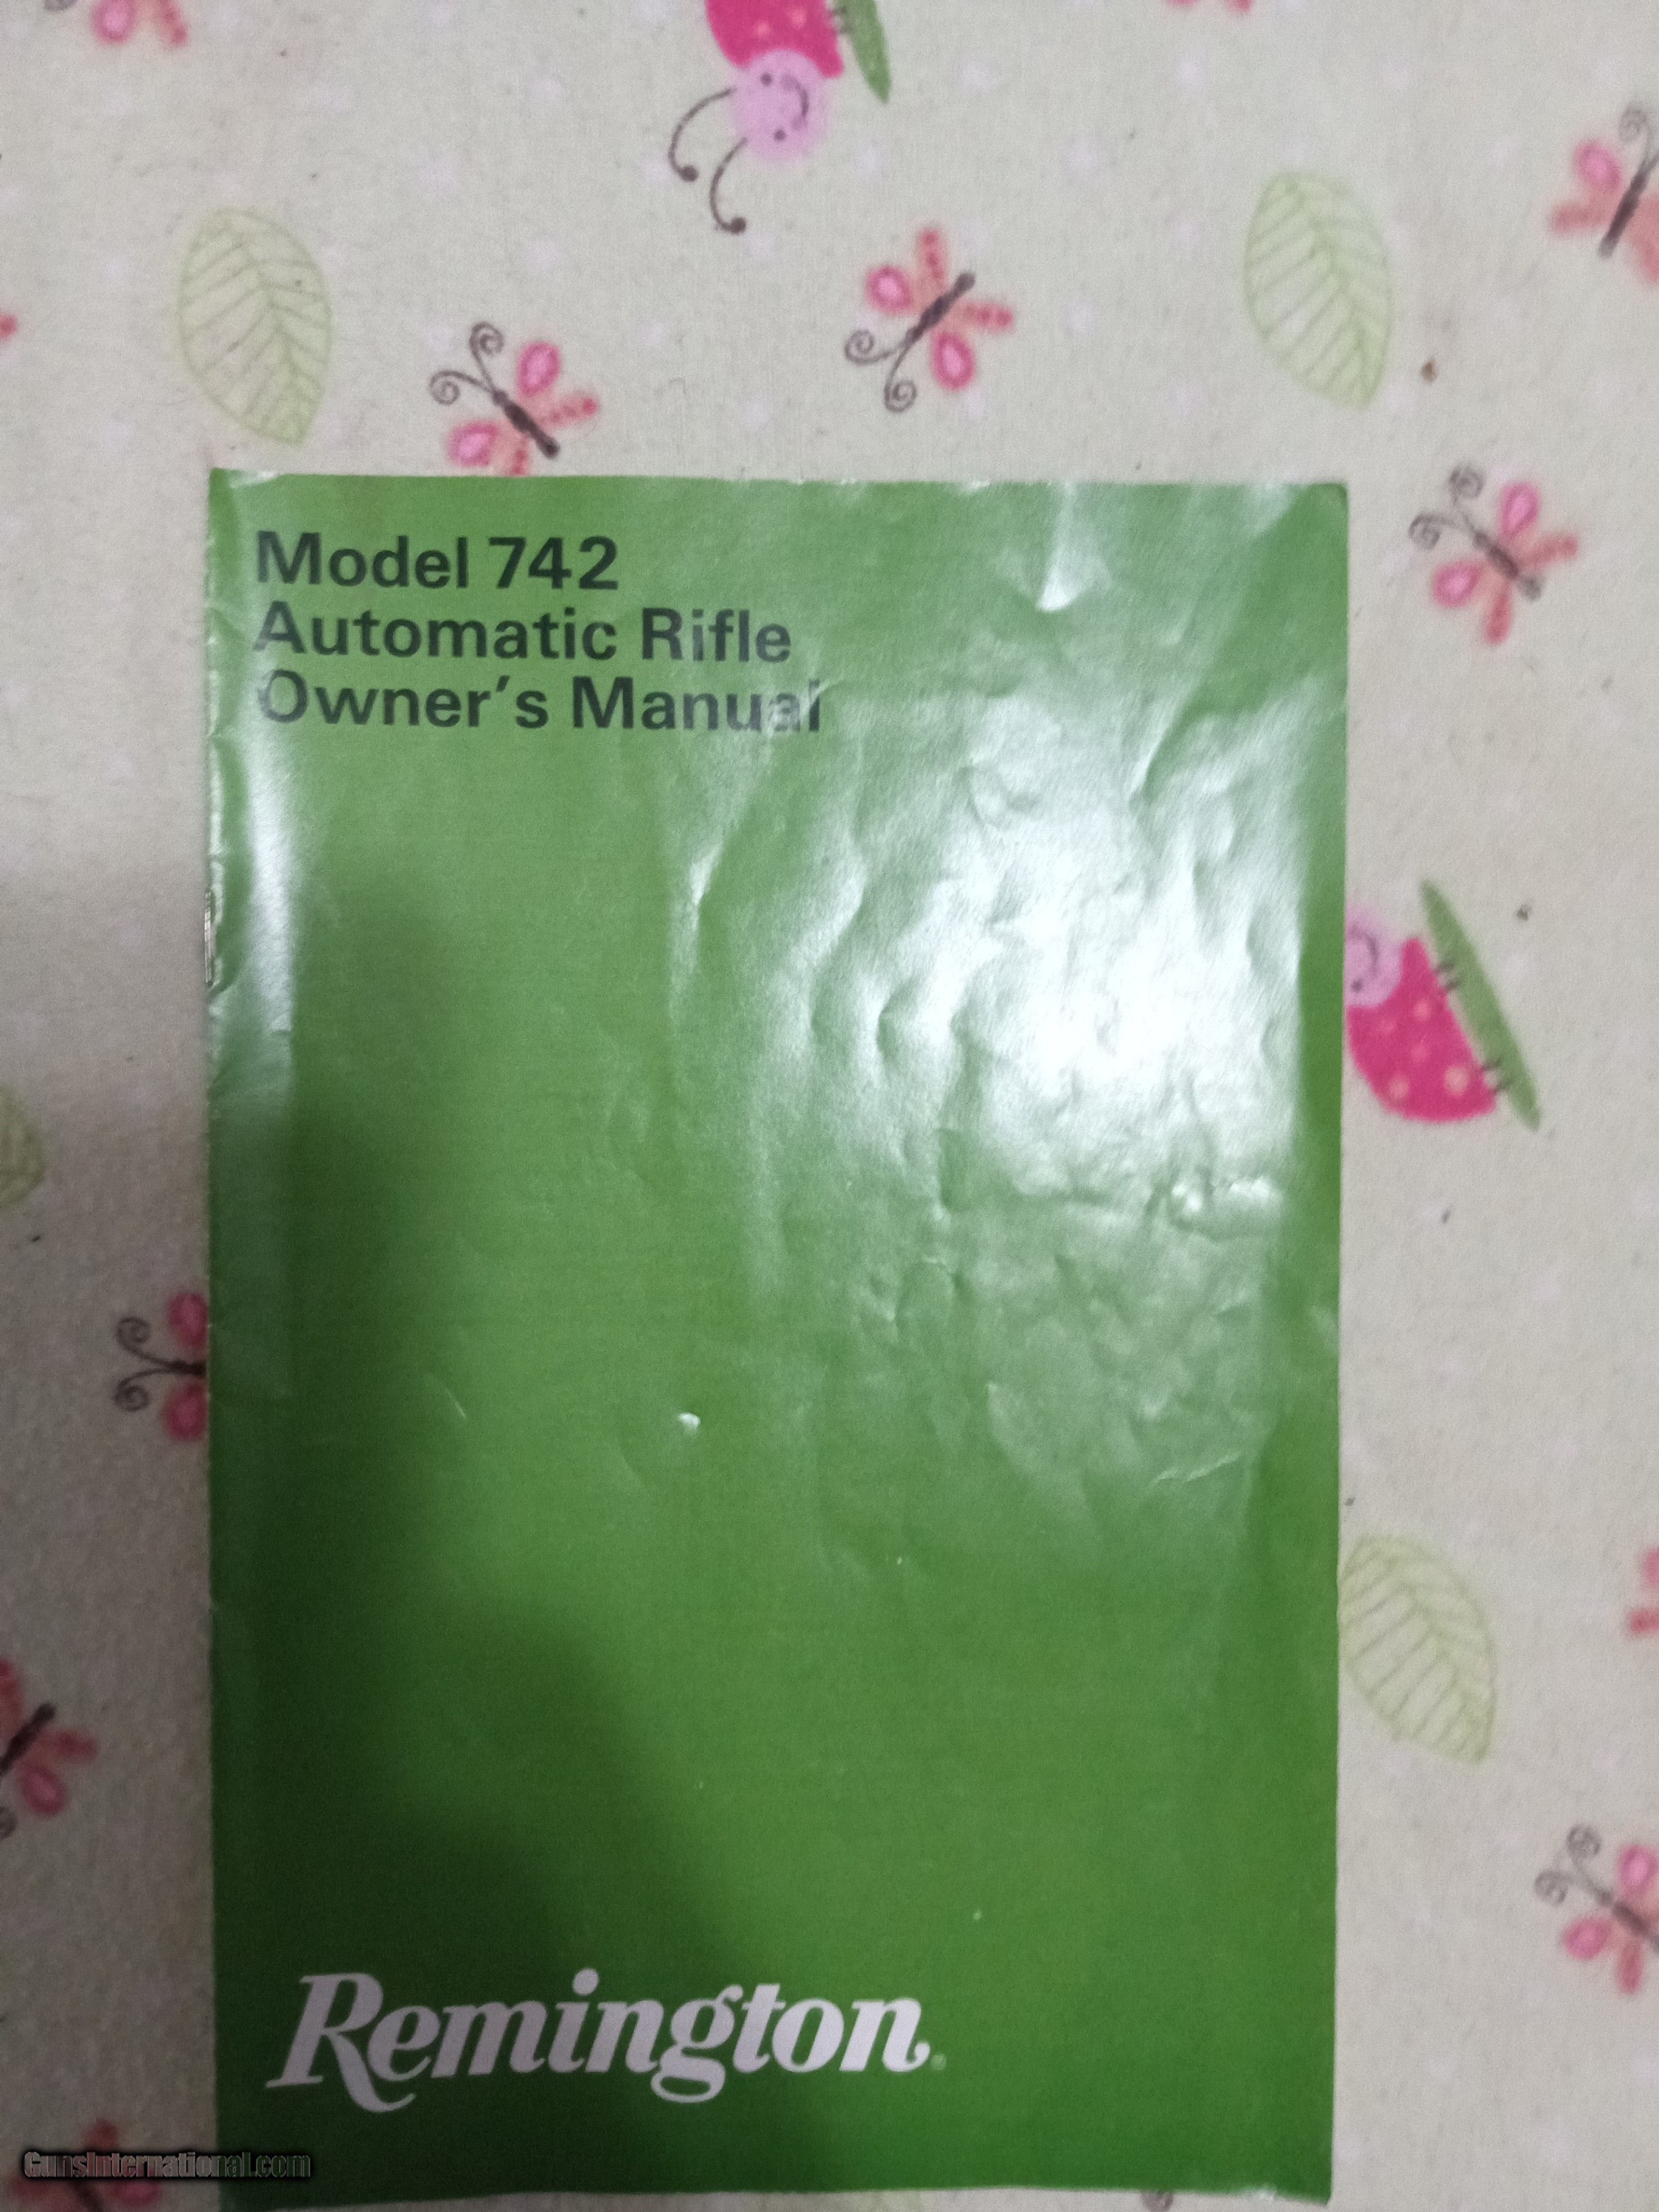 Model 742
Automatic Rifle
Owner's Manual
Remington®
GunsInternational.com